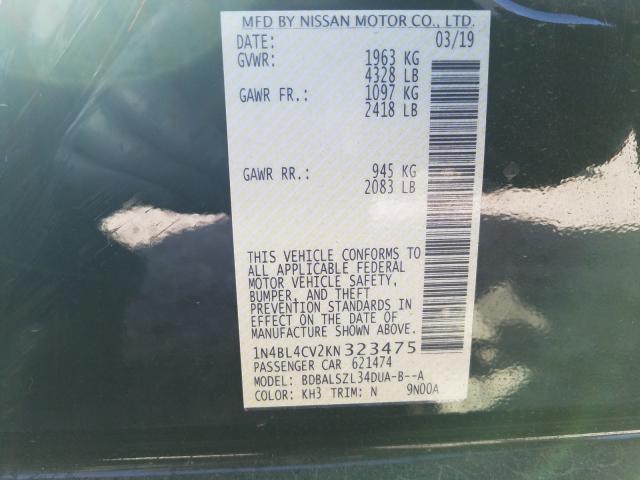 MFD BY NISSAN MOTOR CO., LTD.
DATE: 03/19
GVWR: 1963 KG
4328 LB
GAWR FR.: 1097 KG
2418 LB
GAWR RR.: 945 KG
2083 LB
THIS VEHICLE CONFORMS TO
ALL APPLICABLE FEDERAL
MOTOR VEHICLE SAFETY,
BUMPER, AND THEFT
PREVENTION STANDARDS IN
EFFECT ON THE DATE OF
MANUFACTURE SHOWN ABOVE.
1N4BL4CV2KN323475
PASSENGER CAR 621474
MODEL: BDBALSZL34DUA-B--A
COLOR: KH3 TRIM: N 9N00A